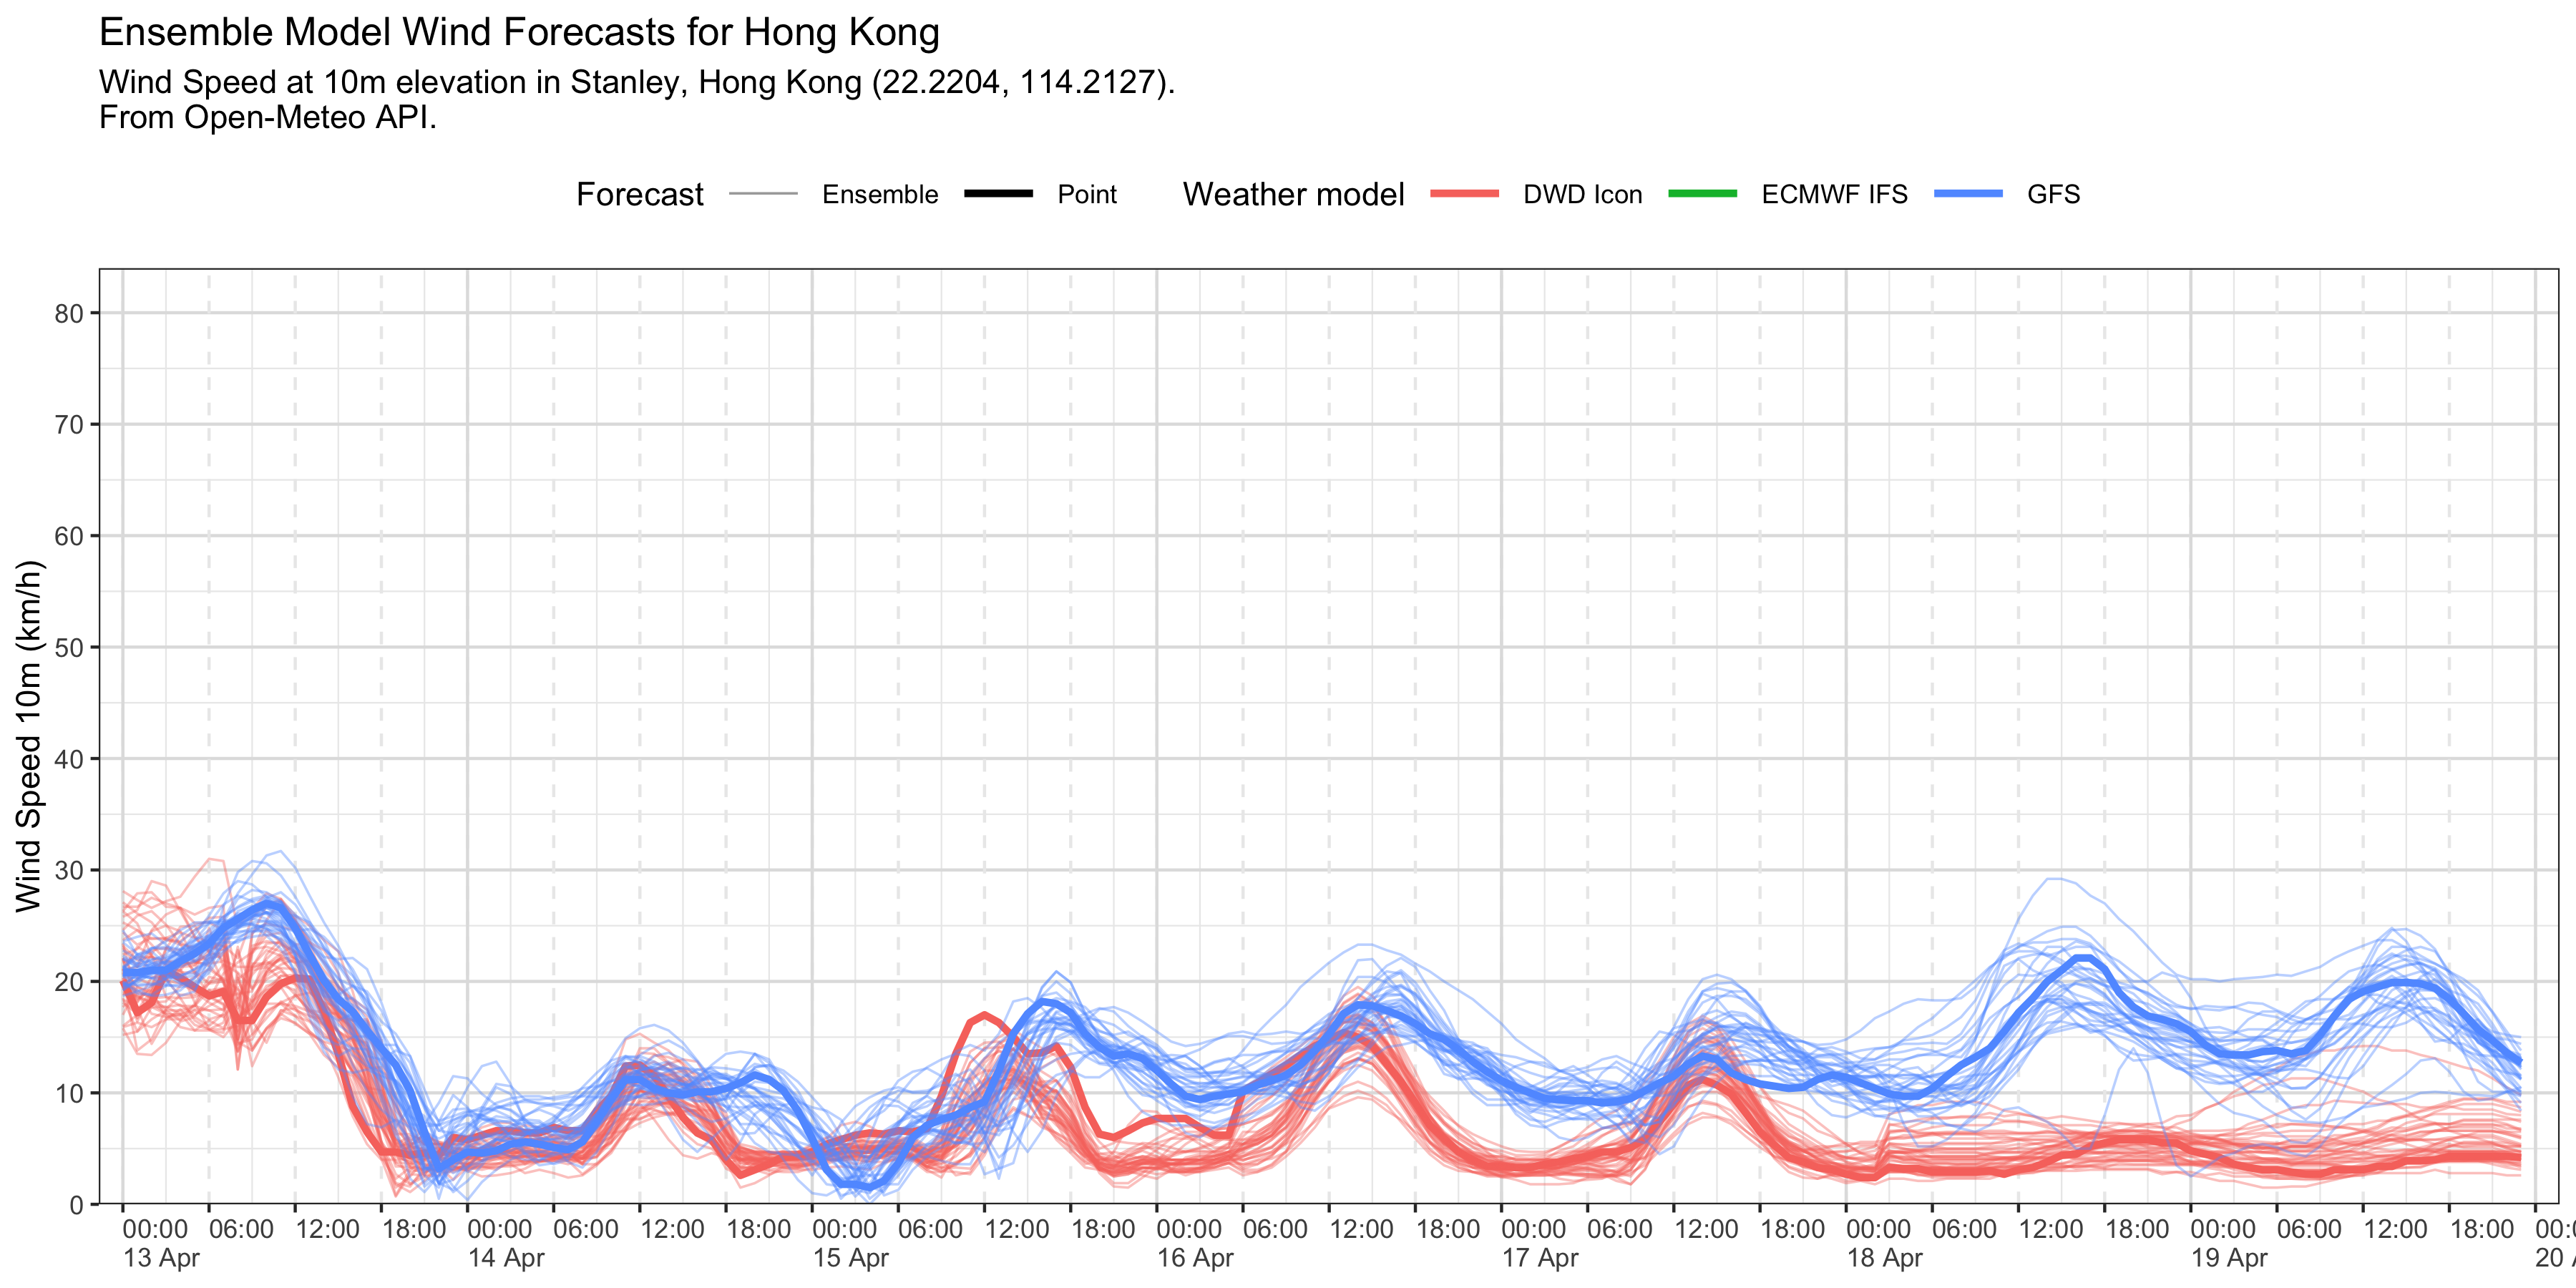 Ensemble Model Wind Forecasts for Hong Kong
Wind Speed at 10m elevation in Stanley, Hong Kong (22.2204, 114.2127).
From Open-Meteo API.
Forecast Ensemble Point Weather model DWD Icon ECMWF IFS GFS
Wind Speed 10m (km/h)
80
70
60
50
40
30
20
10
0
00:00 06:00 12:00 18:00 00:00 06:00 12:00 18:00 00:00 06:00 12:00 18:00 00:00 06:00 12:00 18:00 00:00 06:00 12:00 18:00 00:00 06:00 12:00 18:00 00:00 06:00 12:00 18:00 00:
13 Apr 14 Apr 15 Apr 16 Apr 17 Apr 18 Apr 19 Apr 20